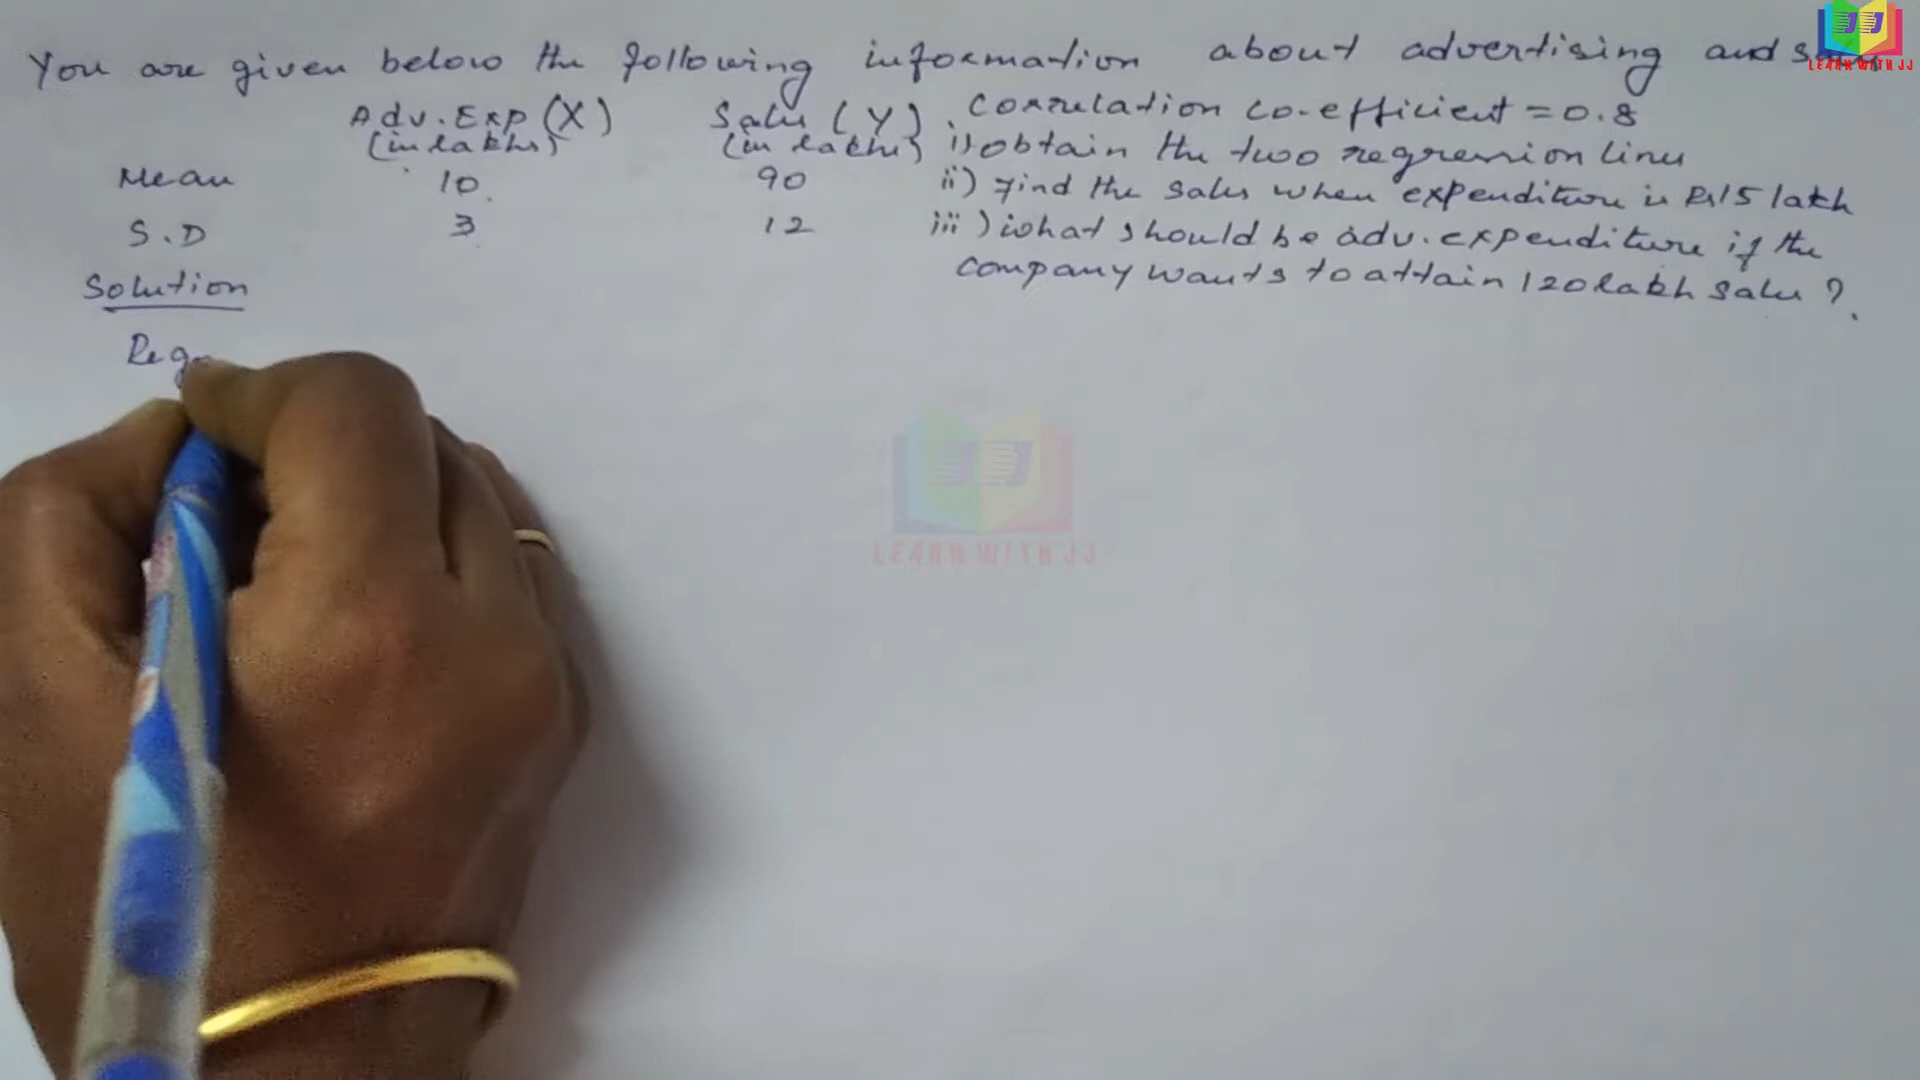 You are given below the following information about advertising and
Adv. Exp (X) Sales (Y). Correlation co-efficient = 0.8
(in lakhs) (in lakhs) i) obtain the two regression lines
Mean 10 90 ii) Find the sales when expenditure is Rs 15 lakh
S.D 3 12 iii) what should be adv. expenditure if the
company wants to attain 120 lakh sales ?
Solution
Reg
LEARN WITH JJ
LEARN WITH JJ